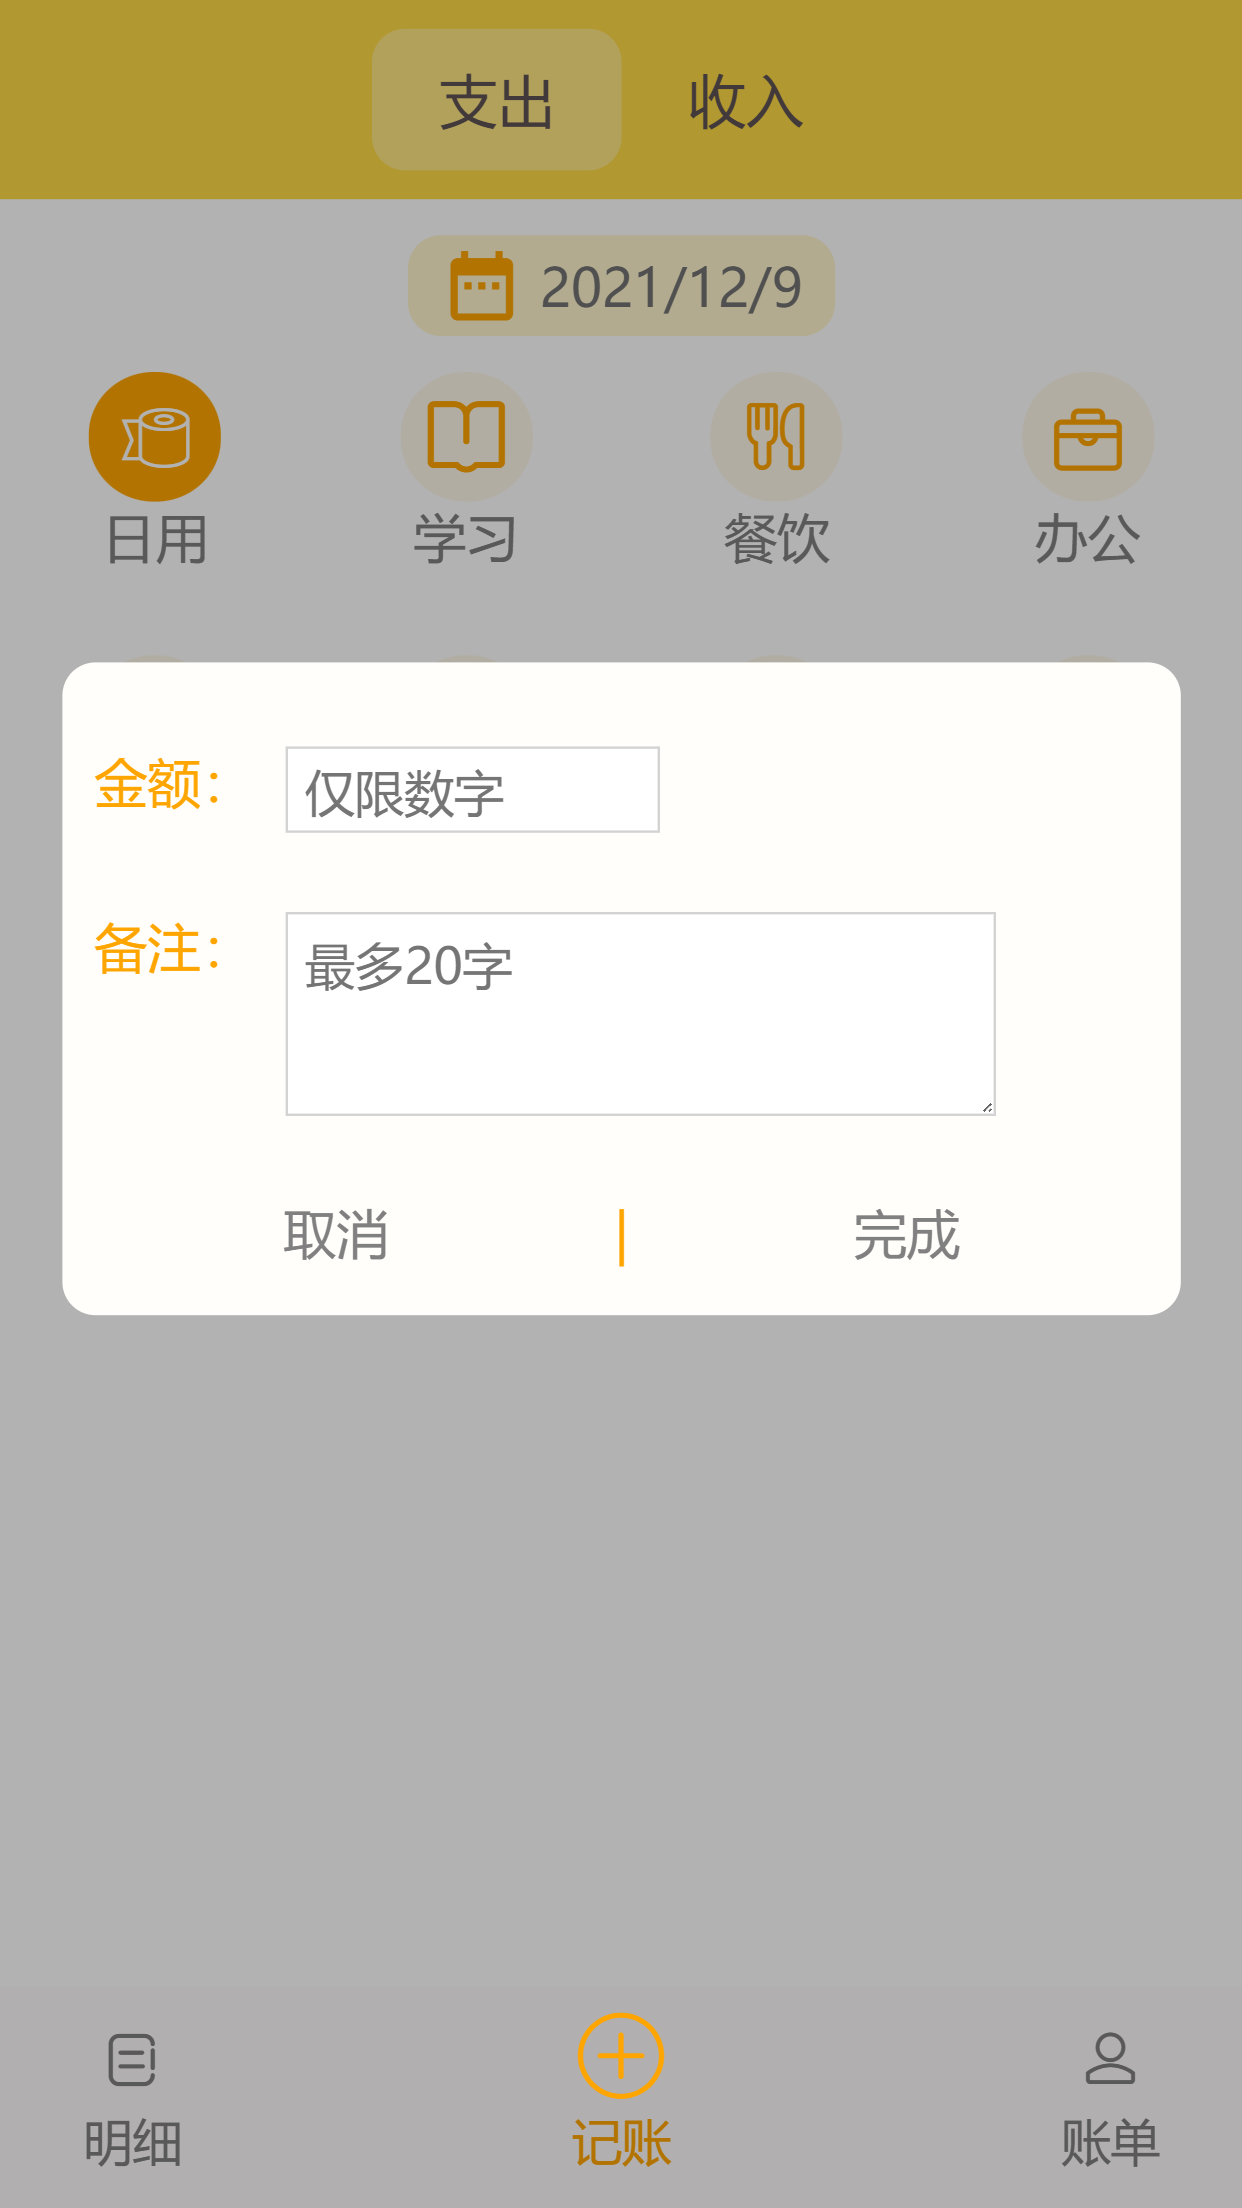 支出 收入
2021/12/9
日用 学习 餐饮 办公
金额: 仅限数字
备注: 最多20字
取消 | 完成
明细 记账 账单